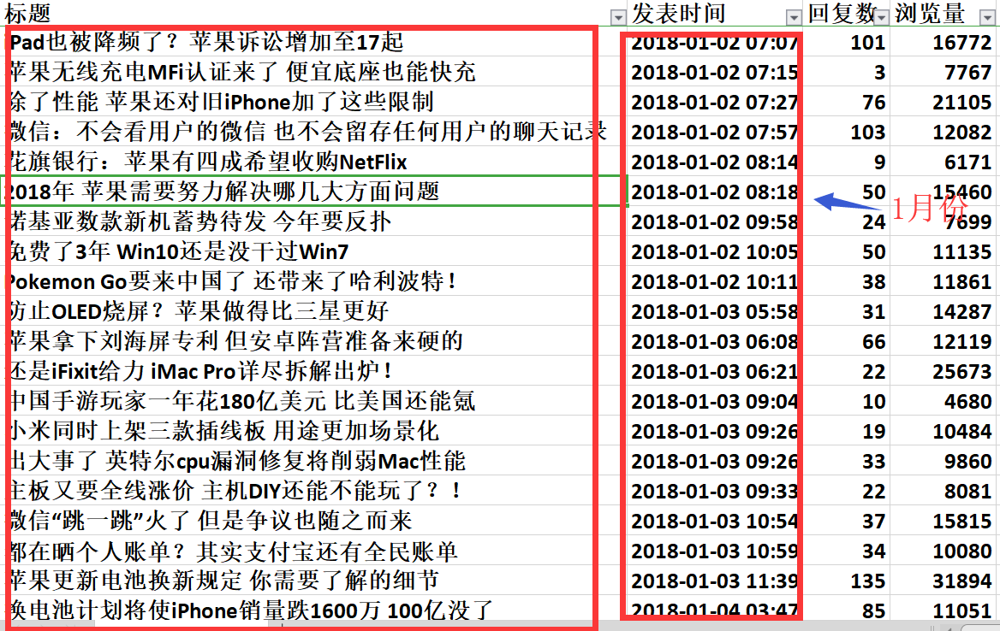 标题 发表时间 回复数 浏览量
iPad也被降频了？苹果诉讼增加至17起 2018-01-02 07:07 101 16772
苹果无线充电MFi认证来了 便宜底座也能快充 2018-01-02 07:15 3 7767
除了性能 苹果还对旧iPhone加了这些限制 2018-01-02 07:27 76 21105
微信：不会看用户的微信 也不会留存任何用户的聊天记录 2018-01-02 07:57 103 12082
花旗银行：苹果有四成希望收购NetFlix 2018-01-02 08:14 9 6171
2018年 苹果需要努力解决哪几大方面问题 2018-01-02 08:18 50 15460
1月份
诺基亚数款新机蓄势待发 今年要反扑 2018-01-02 09:58 24 7699
免费了3年 Win10还是没干过Win7 2018-01-02 10:05 50 11135
Pokemon Go要来中国了 还带来了哈利波特！ 2018-01-02 10:11 38 11861
防止OLED烧屏？苹果做得比三星更好 2018-01-03 05:58 31 14287
苹果拿下刘海屏专利 但安卓阵营准备来硬的 2018-01-03 06:08 66 12119
还是iFixit给力 iMac Pro详尽拆解出炉！ 2018-01-03 06:21 22 25673
中国手游玩家一年花180亿美元 比美国还能氪 2018-01-03 09:04 10 4680
小米同时上架三款插线板 用途更加场景化 2018-01-03 09:26 19 10484
出大事了 英特尔cpu漏洞修复将削弱Mac性能 2018-01-03 09:26 33 9860
主板又要全线涨价 主机DIY还能不能玩了？！ 2018-01-03 09:33 22 8081
微信“跳一跳”火了 但是争议也随之而来 2018-01-03 10:54 37 15815
都在晒个人账单？其实支付宝还有全民账单 2018-01-03 10:59 34 10080
苹果更新电池换新规定 你需要了解的细节 2018-01-03 11:39 135 31894
换电池计划将使iPhone销量跌1600万 100亿没了 2018-01-04 03:47 85 11051